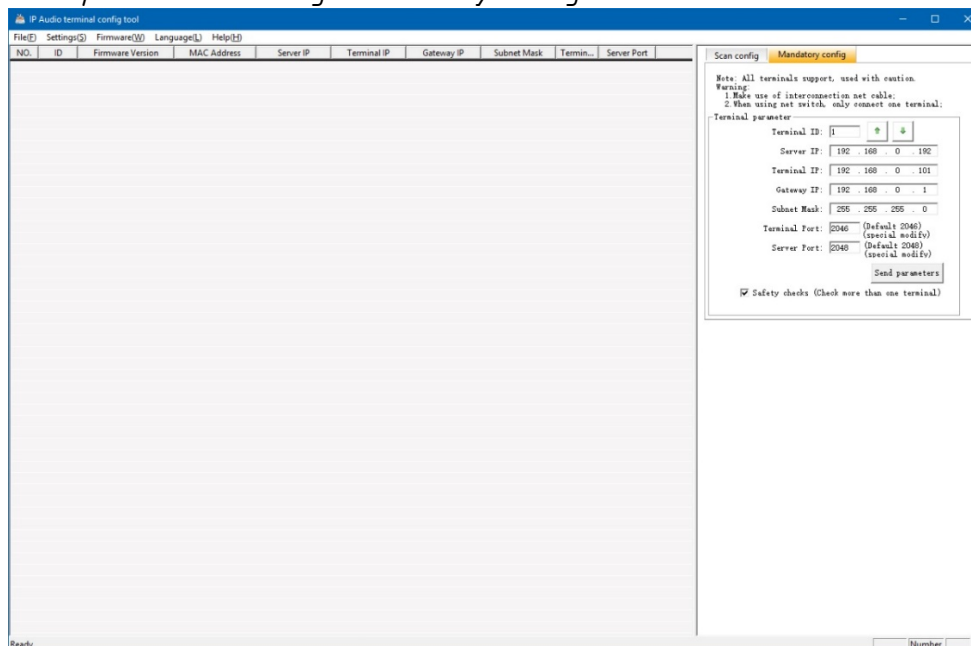 IP Audio terminal config tool
File(F) Settings(S) Firmware(W) Language(L) Help(H)
NO. ID Firmware Version MAC Address Server IP Terminal IP Gateway IP Subnet Mask Termin... Server Port
Scan config Mandatory config
Note: All terminals support, used with caution.
Warning:
1.Make use of interconnection net cable;
2.When using net switch, only connect one terminal;
Terminal parameter
Terminal ID: 1
Server IP: 192 . 168 . 0 . 192
Terminal IP: 192 . 168 . 0 . 101
Gateway IP: 192 . 168 . 0 . 1
Subnet Mask: 255 . 255 . 255 . 0
Terminal Port: 2046 (Default 2046)
(special modify)
Server Port: 2048 (Default 2048)
(special modify)
Send parameters
Safety checks (Check more than one terminal)
Ready
Number